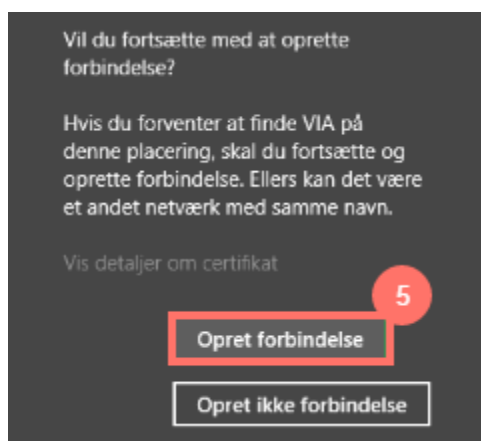 Vil du fortsætte med at oprette
forbindelse?
Hvis du forventer at finde VIA på
denne placering, skal du fortsætte og
oprette forbindelse. Ellers kan det være
et andet netværk med samme navn.
Vis detaljer om certifikat
5
Opret forbindelse
Opret ikke forbindelse